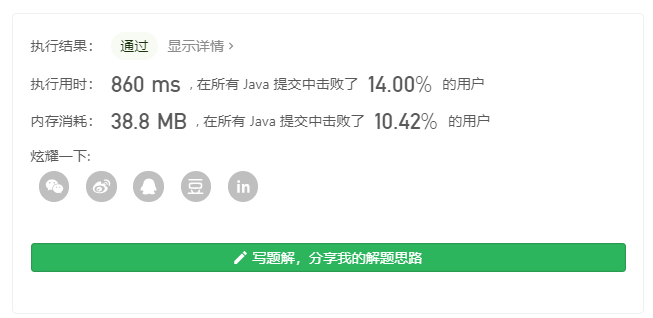 执行结果： 通过 显示详情 >
执行用时： 860 ms , 在所有 Java 提交中击败了 14.00% 的用户
内存消耗： 38.8 MB , 在所有 Java 提交中击败了 10.42% 的用户
炫耀一下:
豆 in
写题解，分享我的解题思路